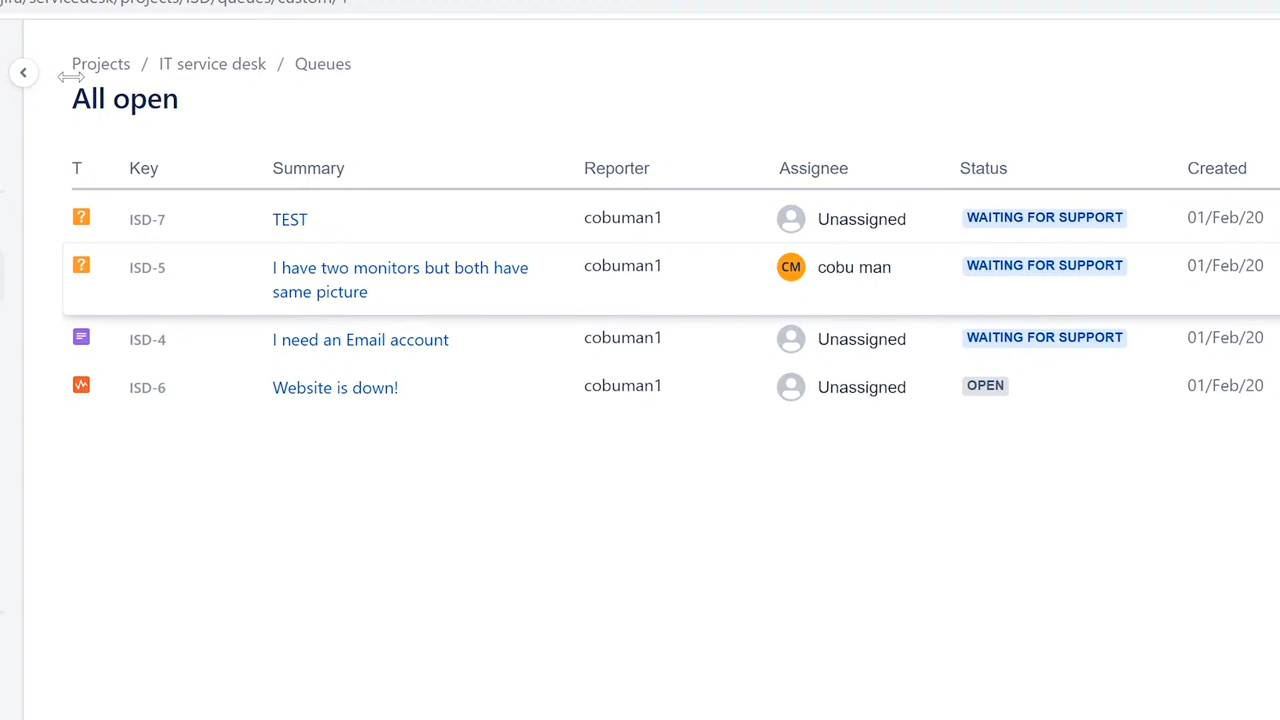 Projects / IT service desk / Queues
All open
T Key Summary Reporter Assignee Status Created
ISD-7 TEST cobuman1 Unassigned WAITING FOR SUPPORT 01/Feb/20
ISD-5 I have two monitors but both have cobuman1 CM cobu man WAITING FOR SUPPORT 01/Feb/20
same picture
ISD-4 I need an Email account cobuman1 Unassigned WAITING FOR SUPPORT 01/Feb/20
ISD-6 Website is down! cobuman1 Unassigned OPEN 01/Feb/20